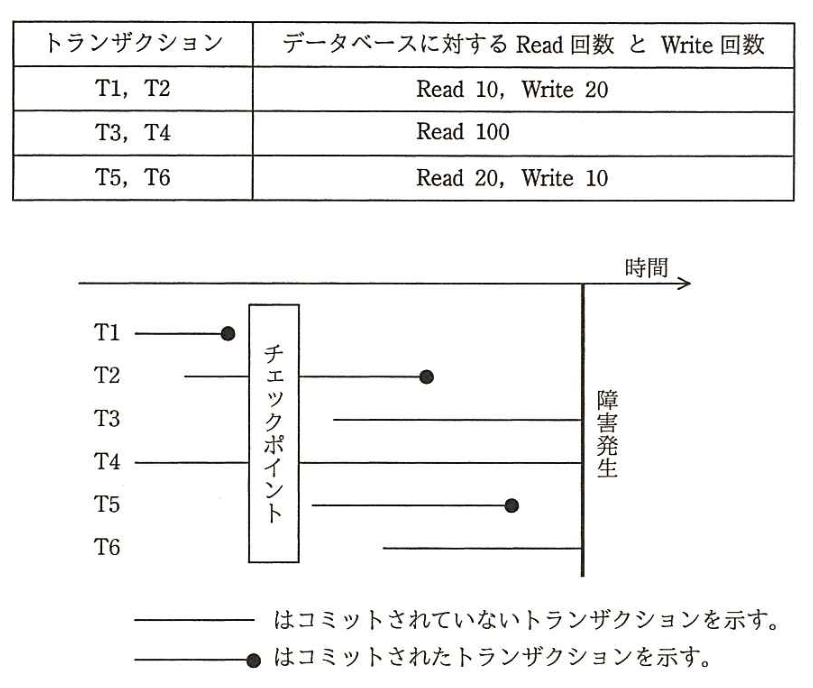 トランザクション データベースに対する Read 回数 と Write 回数
T1, T2 Read 10, Write 20
T3, T4 Read 100
T5, T6 Read 20, Write 10
時間
T1
T2
T3
T4
T5
T6
チェックポイント
障害発生
はコミットされていないトランザクションを示す。
はコミットされたトランザクションを示す。